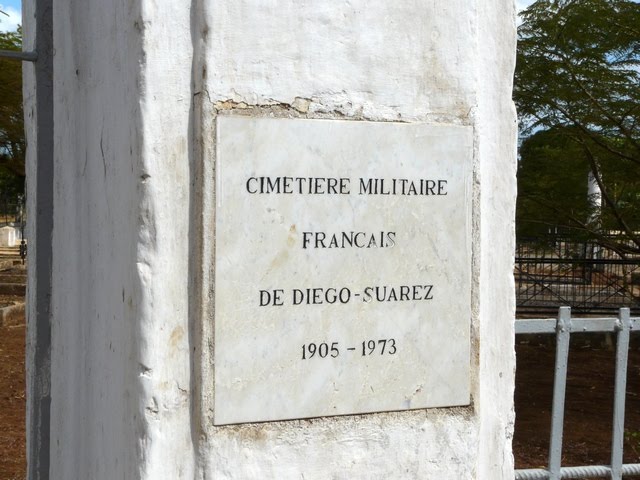 CIMETIERE MILITAIRE
FRANCAIS
DE DIEGO-SUAREZ
1905 - 1973